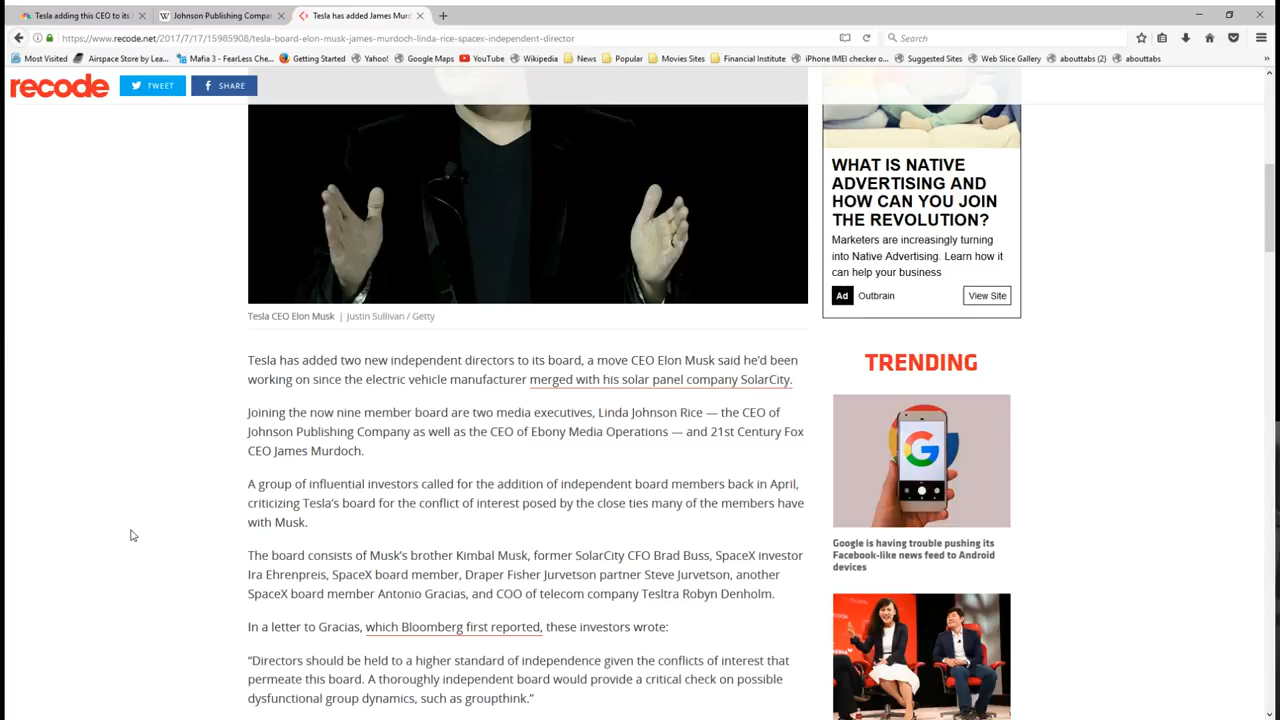 Tesla adding this CEO to its
Johnson Publishing Compa
Tesla has added James Murdo
https://www.recode.net/2017/7/17/15985908/tesla-board-elon-musk-james-murdoch-linda-rice-spacex-independent-director
Search
Most Visited
Airspace Store by Lea...
Mafia 3 - FearLess Che...
Getting Started
Yahoo!
Google Maps
YouTube
Wikipedia
News
Popular
Movies Sites
Financial Institute
iPhone IMEI checker o...
Suggested Sites
Web Slice Gallery
abouttabs (2)
abouttabs
recode
TWEET
SHARE
WHAT IS NATIVE
ADVERTISING AND
HOW CAN YOU JOIN
THE REVOLUTION?
Marketers are increasingly turning
into Native Advertising. Learn how it
can help your business
Ad Outbrain
View Site
Tesla CEO Elon Musk | Justin Sullivan / Getty
Tesla has added two new independent directors to its board, a move CEO Elon Musk said he'd been
working on since the electric vehicle manufacturer merged with his solar panel company SolarCity.
Joining the now nine member board are two media executives, Linda Johnson Rice — the CEO of
Johnson Publishing Company as well as the CEO of Ebony Media Operations — and 21st Century Fox
CEO James Murdoch.
A group of influential investors called for the addition of independent board members back in April,
criticizing Tesla's board for the conflict of interest posed by the close ties many of the members have
with Musk.
The board consists of Musk's brother Kimbal Musk, former SolarCity CFO Brad Buss, SpaceX investor
Ira Ehrenpreis, SpaceX board member, Draper Fisher Jurvetson partner Steve Jurvetson, another
SpaceX board member Antonio Gracias, and COO of telecom company Tesltra Robyn Denholm.
In a letter to Gracias, which Bloomberg first reported, these investors wrote:
“Directors should be held to a higher standard of independence given the conflicts of interest that
permeate this board. A thoroughly independent board would provide a critical check on possible
dysfunctional group dynamics, such as groupthink.”
TRENDING
Google is having trouble pushing its
Facebook-like news feed to Android
devices